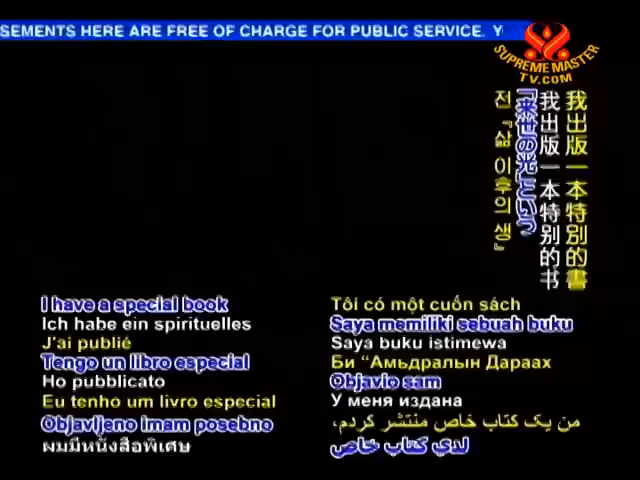 SEMENTS HERE ARE FREE OF CHARGE FOR PUBLIC SERVICE. Y
SUPREME MASTER
TV.COM
我出版一本特別的書
我出版一本特别的书
「来世の光」という
전 『삶 이후의 생』
I have a special book
Ich habe ein spirituelles
J'ai publié
Tengo un libro especial
Ho pubblicato
Eu tenho um livro especial
Objavljeno imam posebno
ผมมีหนังสือพิเศษ
Tôi có một cuốn sách
Saya memiliki sebuah buku
Saya buku istimewa
Би “Амьдралын Дараах
Objavio sam
У меня издана
من یک کتاب خاص منتشر کردم،
لدي كتاب خاص